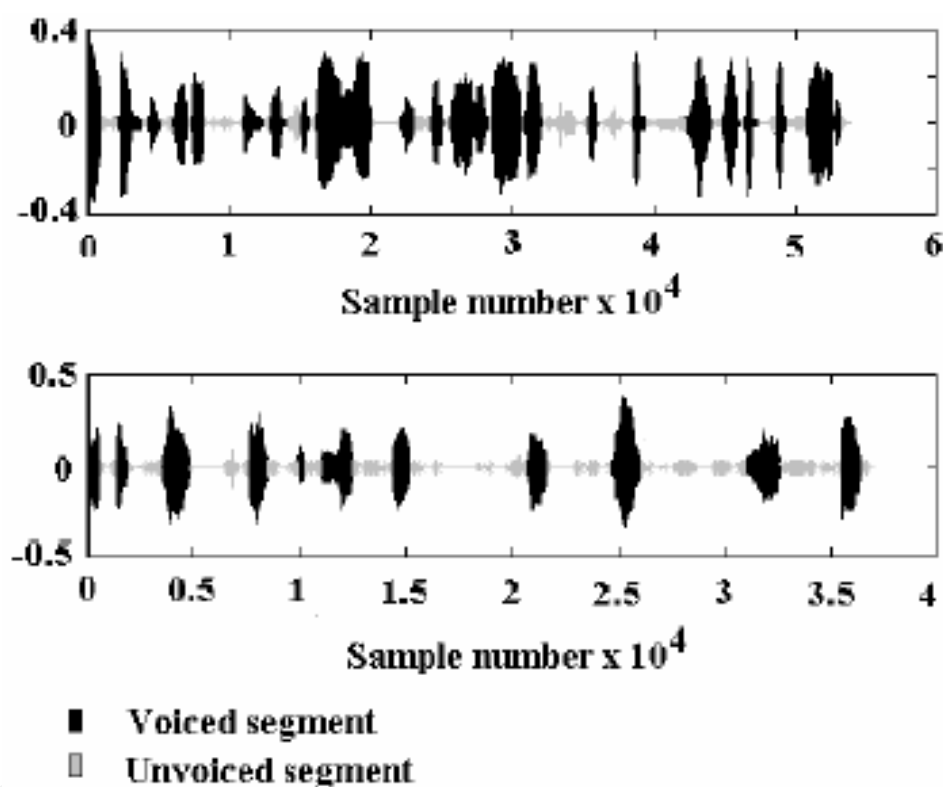 0.4
0
-0.4
0 1 2 3 4 5 6
Sample number x 10^4
0.5
0
-0.5
0 0.5 1 1.5 2 2.5 3 3.5 4
Sample number x 10^4
Voiced segment
Unvoiced segment